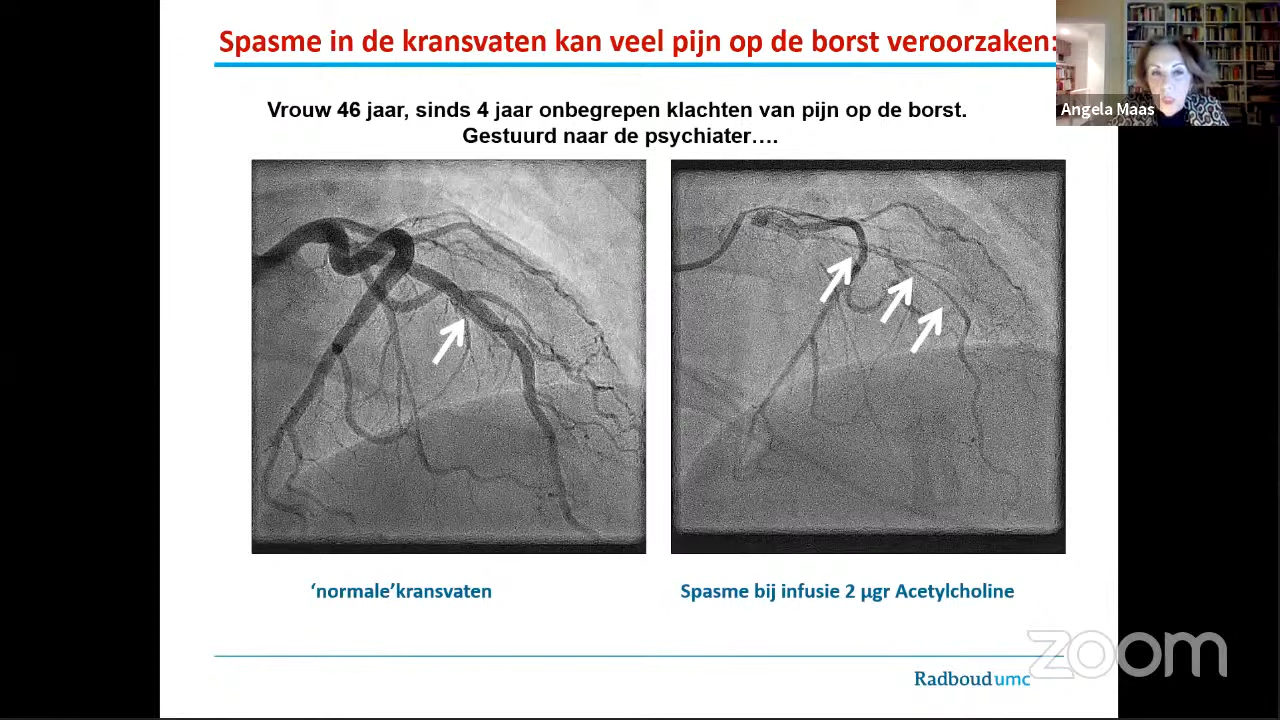 Spasme in de kransvaten kan veel pijn op de borst veroorzaken:
Angela Maas
Vrouw 46 jaar, sinds 4 jaar onbegrepen klachten van pijn op de borst.
Gestuurd naar de psychiater….
‘normale’kransvaten
Spasme bij infusie 2 µgr Acetylcholine
zoom
Radboudumc